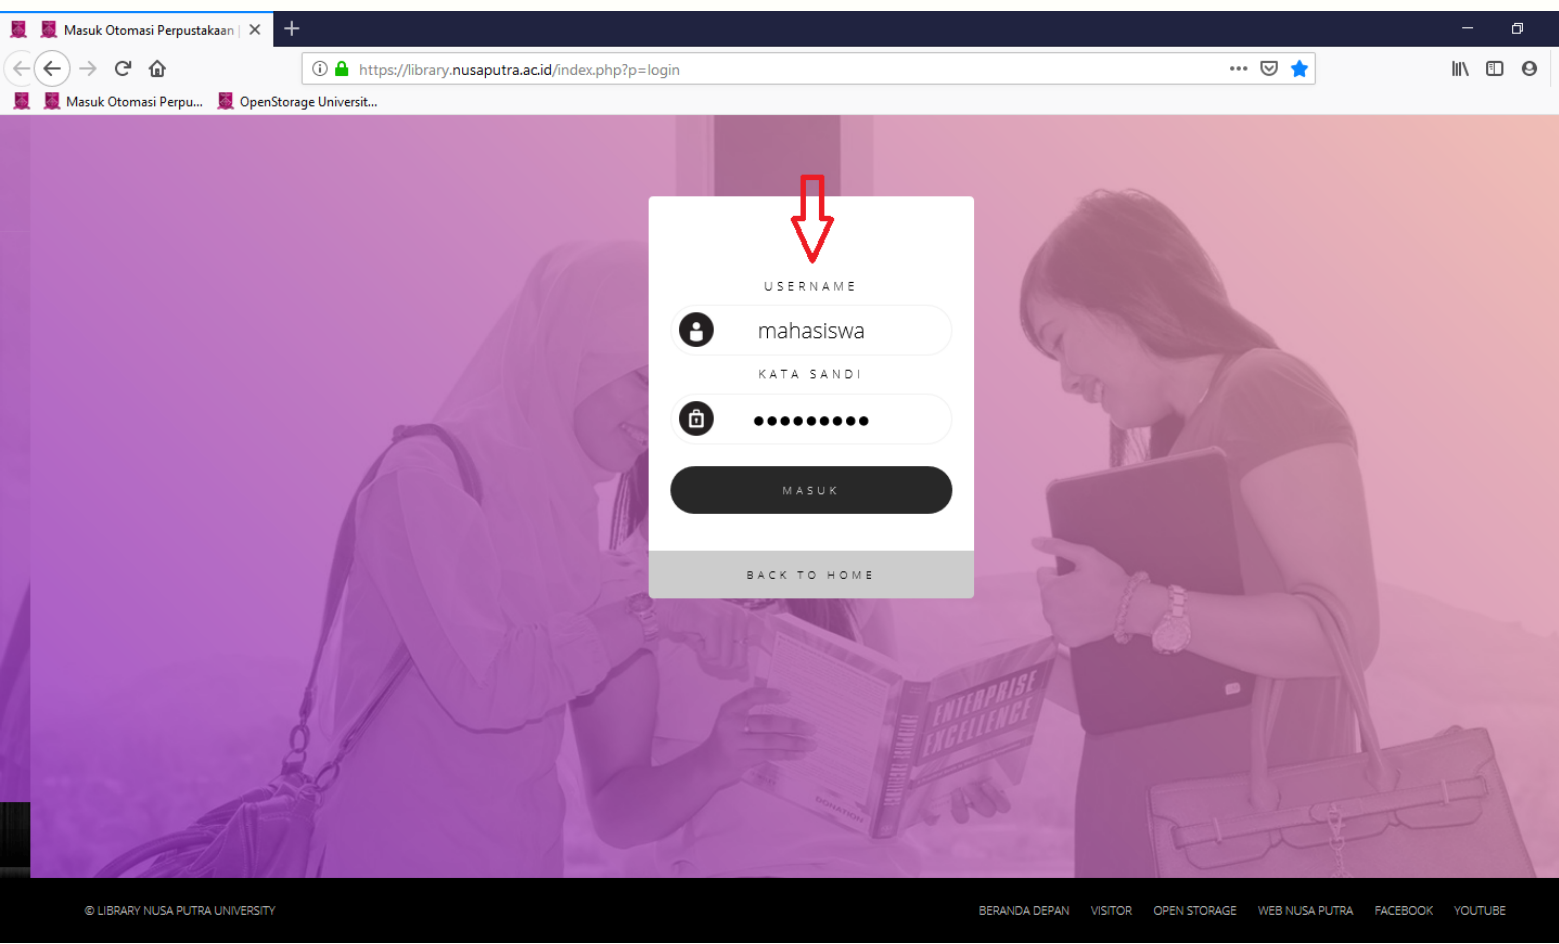 Masuk Otomasi Perpustakaan |
https://library.nusaputra.ac.id/index.php?p=login
Masuk Otomasi Perpu... OpenStorage Universit...
USERNAME
mahasiswa
KATA SANDI
MASUK
BACK TO HOME
ENTERPRISE
EXCELLENCE
DONATION
© LIBRARY NUSA PUTRA UNIVERSITY
BERANDA DEPAN VISITOR OPEN STORAGE WEB NUSA PUTRA FACEBOOK YOUTUBE